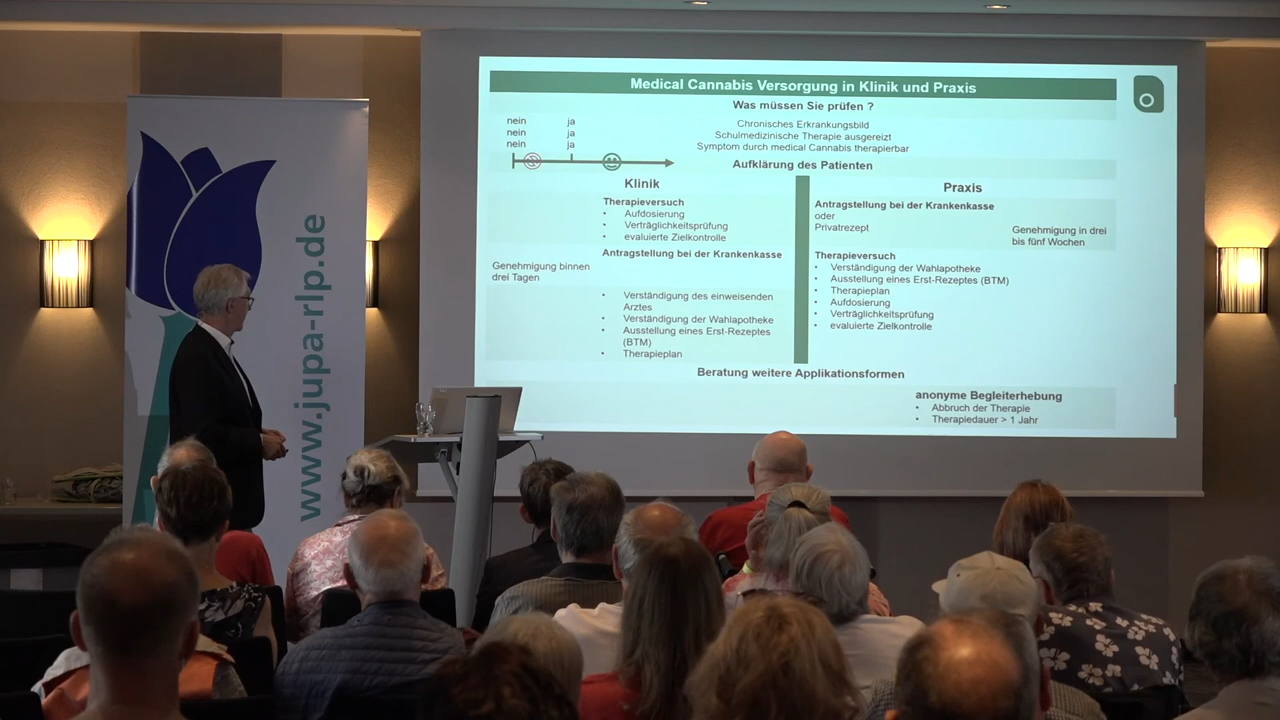 www.jupa-rlp.de
Medical Cannabis Versorgung in Klinik und Praxis
Was müssen Sie prüfen ?
nein ja Chronisches Erkrankungsbild
nein ja Schulmedizinische Therapie ausgereizt
nein ja Symptom durch medical Cannabis therapierbar
Aufklärung des Patienten
Klinik
Therapieversuch
• Aufdosierung
• Verträglichkeitsprüfung
• evaluierte Zielkontrolle
Antragstellung bei der Krankenkasse
Genehmigung binnen
drei Tagen
• Verständigung des einweisenden
Arztes
• Verständigung der Wahlapotheke
• Ausstellung eines Erst-Rezeptes
(BTM)
• Therapieplan
Praxis
Antragstellung bei der Krankenkasse
oder
Privatrezept
Genehmigung in drei
bis fünf Wochen
Therapieversuch
• Verständigung der Wahlapotheke
• Ausstellung eines Erst-Rezeptes (BTM)
• Therapieplan
• Aufdosierung
• Verträglichkeitsprüfung
• evaluierte Zielkontrolle
Beratung weitere Applikationsformen
anonyme Begleiterhebung
• Abbruch der Therapie
• Therapiedauer > 1 Jahr